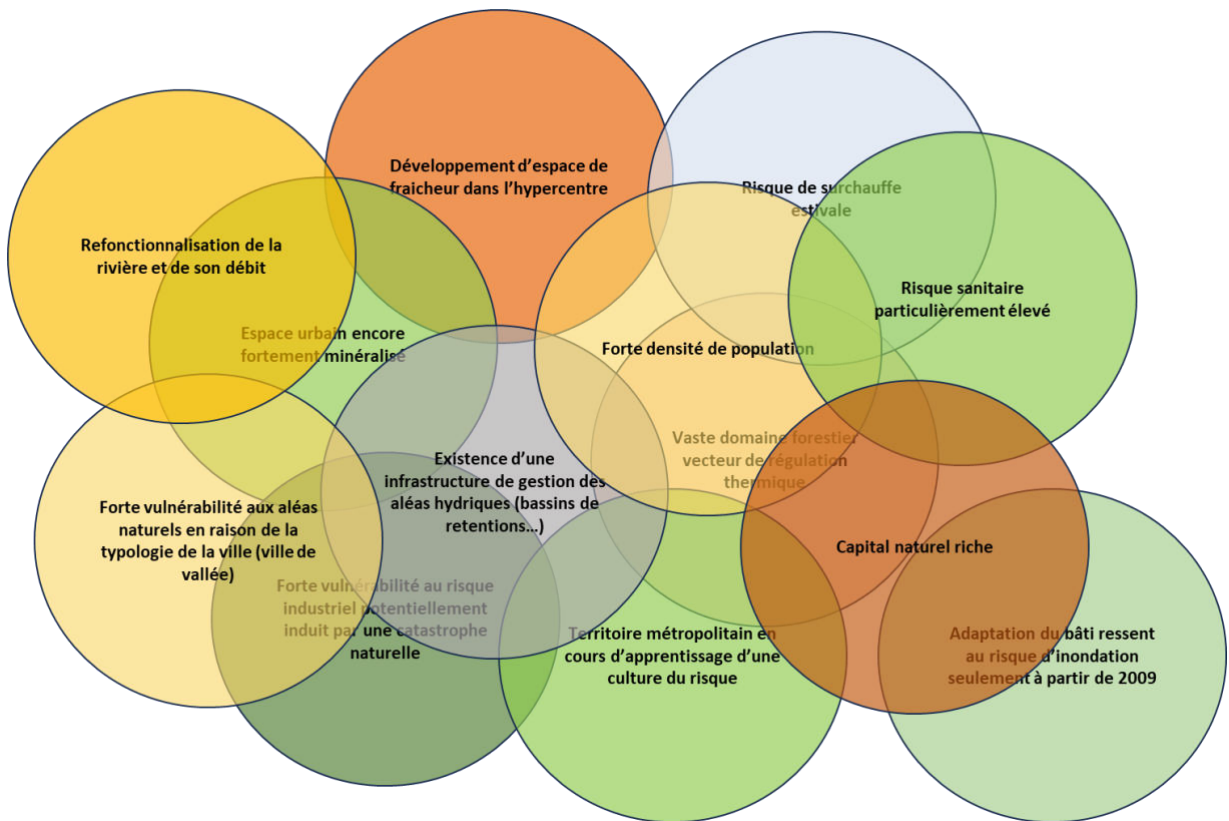 Développement d'espace de
fraicheur dans l'hypercentre
Risque de surchauffe
estivale
Refonctionnalisation de la
rivière et de son débit
Risque sanitaire
particulièrement élevé
Espace urbain encore
fortement minéralisé
Forte densité de population
Vaste domaine forestier
vecteur de régulation
thermique
Existence d'une
infrastructure de gestion des
aléas hydriques (bassins de
retentions…)
Forte vulnérabilité aux aléas
naturels en raison de la
typologie de la ville (ville de
vallée)
Capital naturel riche
Forte vulnérabilité au risque
industriel potentiellement
induit par une catastrophe
naturelle
Territoire métropolitain en
cours d'apprentissage d'une
culture du risque
Adaptation du bâti ressent
au risque d'inondation
seulement à partir de 2009